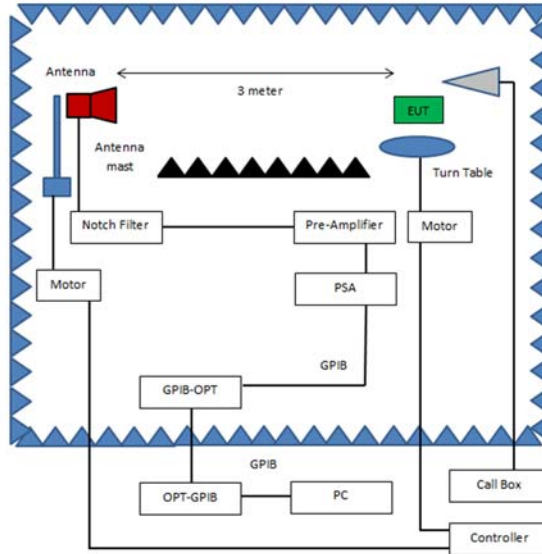 Antenna
3 meter
EUT
Antenna
mast
Turn Table
Notch Filter
Pre-Amplifier
Motor
Motor
PSA
GPIB
GPIB-OPT
GPIB
OPT-GPIB
PC
Call Box
Controller